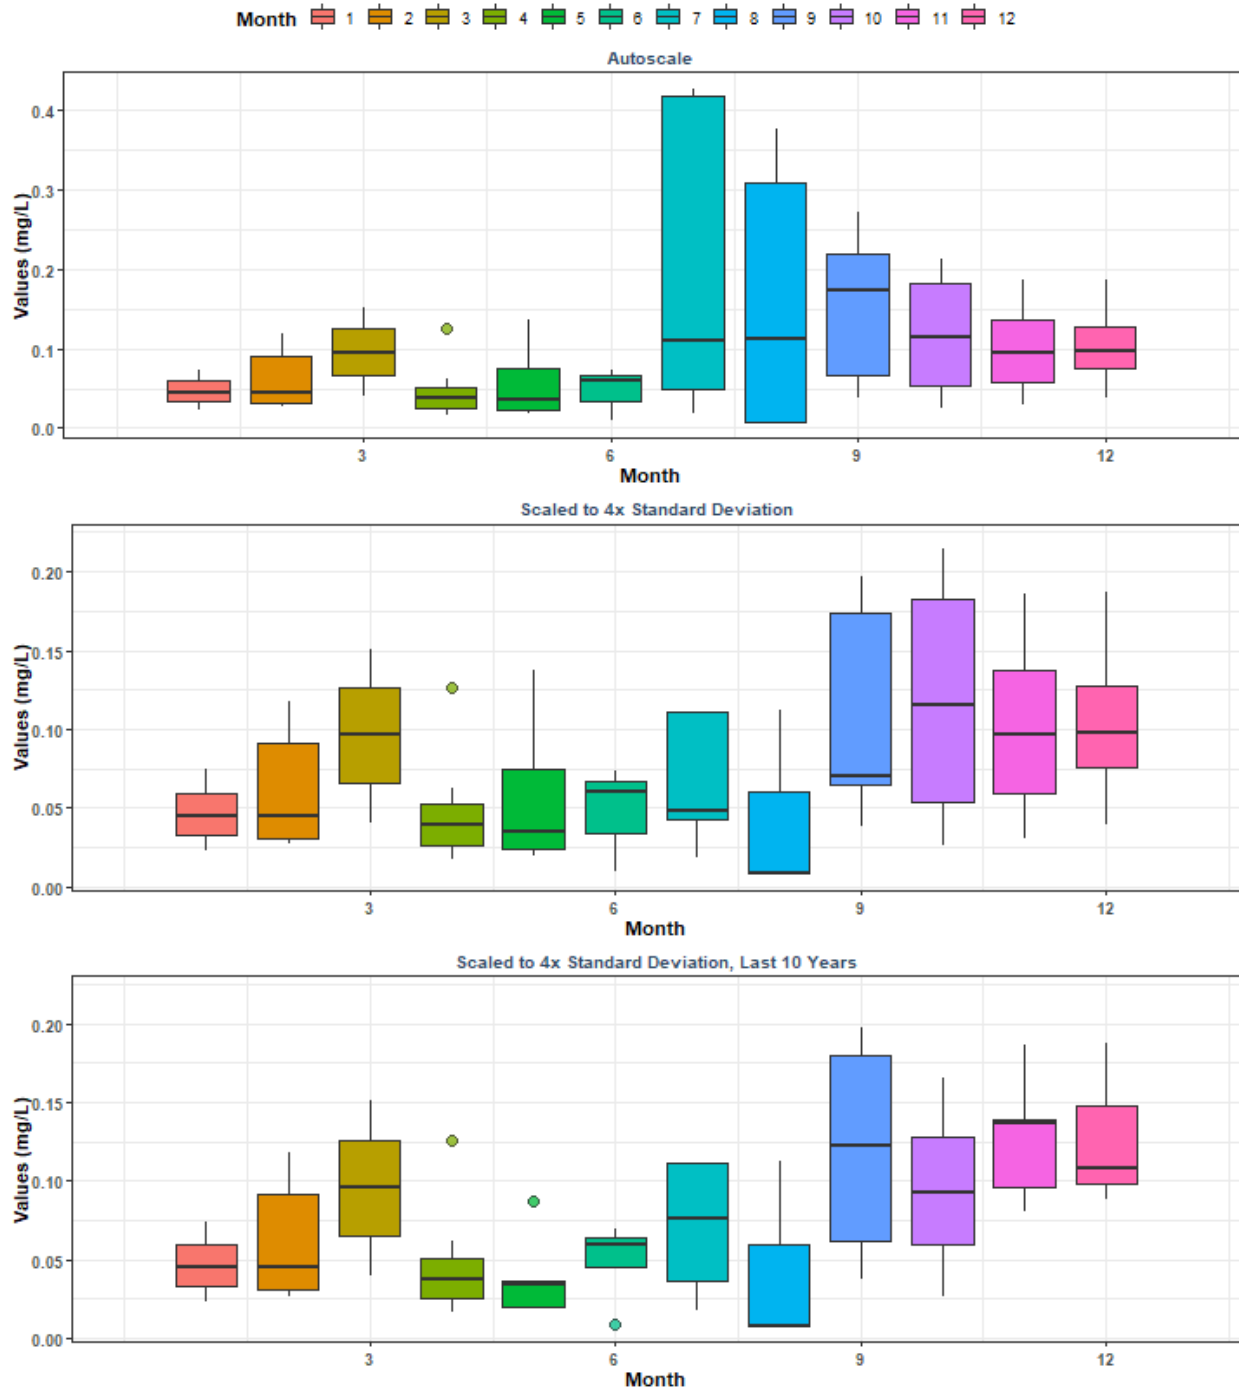 Month 1 2 3 4 5 6 7 8 9 10 11 12
Autoscale
Values (mg/L)
0.4
0.3
0.2
0.1
0.0
3 6 9 12
Month
Scaled to 4x Standard Deviation
Values (mg/L)
0.20
0.15
0.10
0.05
0.00
3 6 9 12
Month
Scaled to 4x Standard Deviation, Last 10 Years
Values (mg/L)
0.20
0.15
0.10
0.05
0.00
3 6 9 12
Month